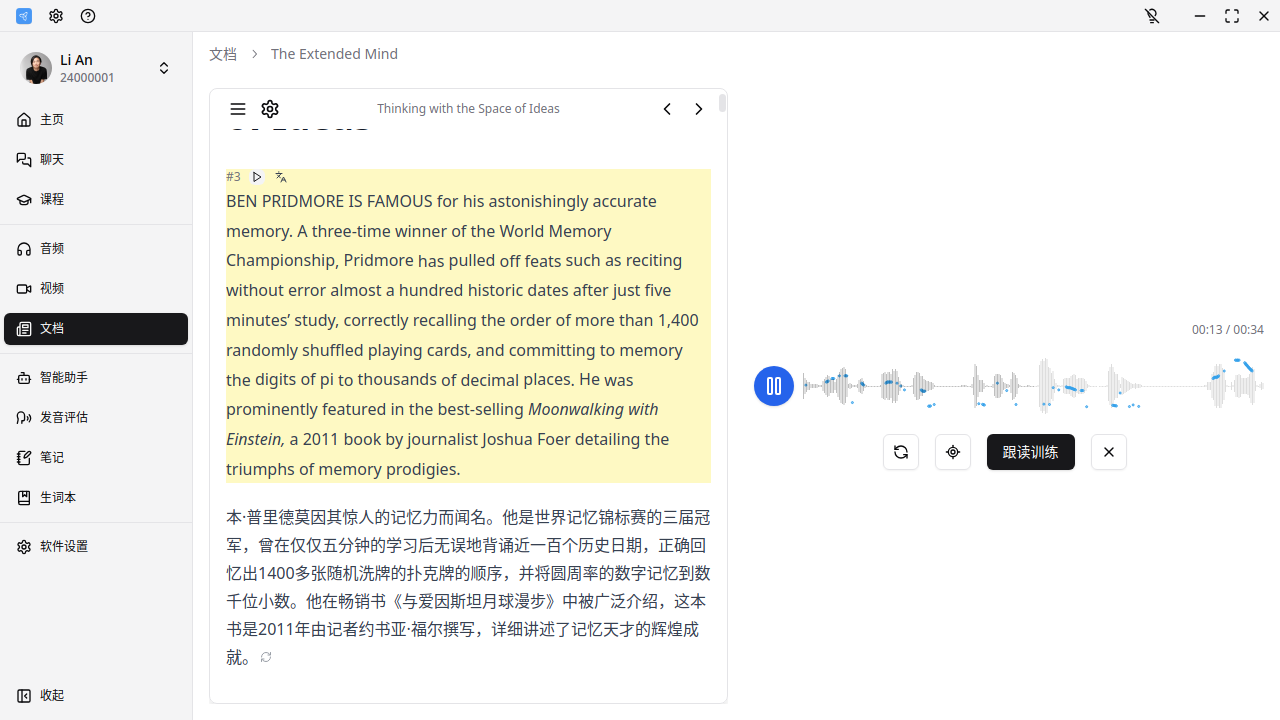 Li An
24000001
主页
聊天
课程
音频
视频
文档
智能助手
发音评估
笔记
生词本
软件设置
收起
文档 > The Extended Mind
Thinking with the Space of Ideas
#3
BEN PRIDMORE IS FAMOUS for his astonishingly accurate
memory. A three-time winner of the World Memory
Championship, Pridmore has pulled off feats such as reciting
without error almost a hundred historic dates after just five
minutes’ study, correctly recalling the order of more than 1,400
randomly shuffled playing cards, and committing to memory
the digits of pi to thousands of decimal places. He was
prominently featured in the best-selling Moonwalking with
Einstein, a 2011 book by journalist Joshua Foer detailing the
triumphs of memory prodigies.
本·普里德莫因其惊人的记忆力而闻名。他是世界记忆锦标赛的三届冠
军，曾在仅仅五分钟的学习后无误地背诵近一百个历史日期，正确回
忆出1400多张随机洗牌的扑克牌的顺序，并将圆周率的数字记忆到数
千位小数。他在畅销书《与爱因斯坦月球漫步》中被广泛介绍，这本
书是2011年由记者约书亚·福尔撰写，详细讲述了记忆天才的辉煌成
就。
00:13 / 00:34
跟读训练